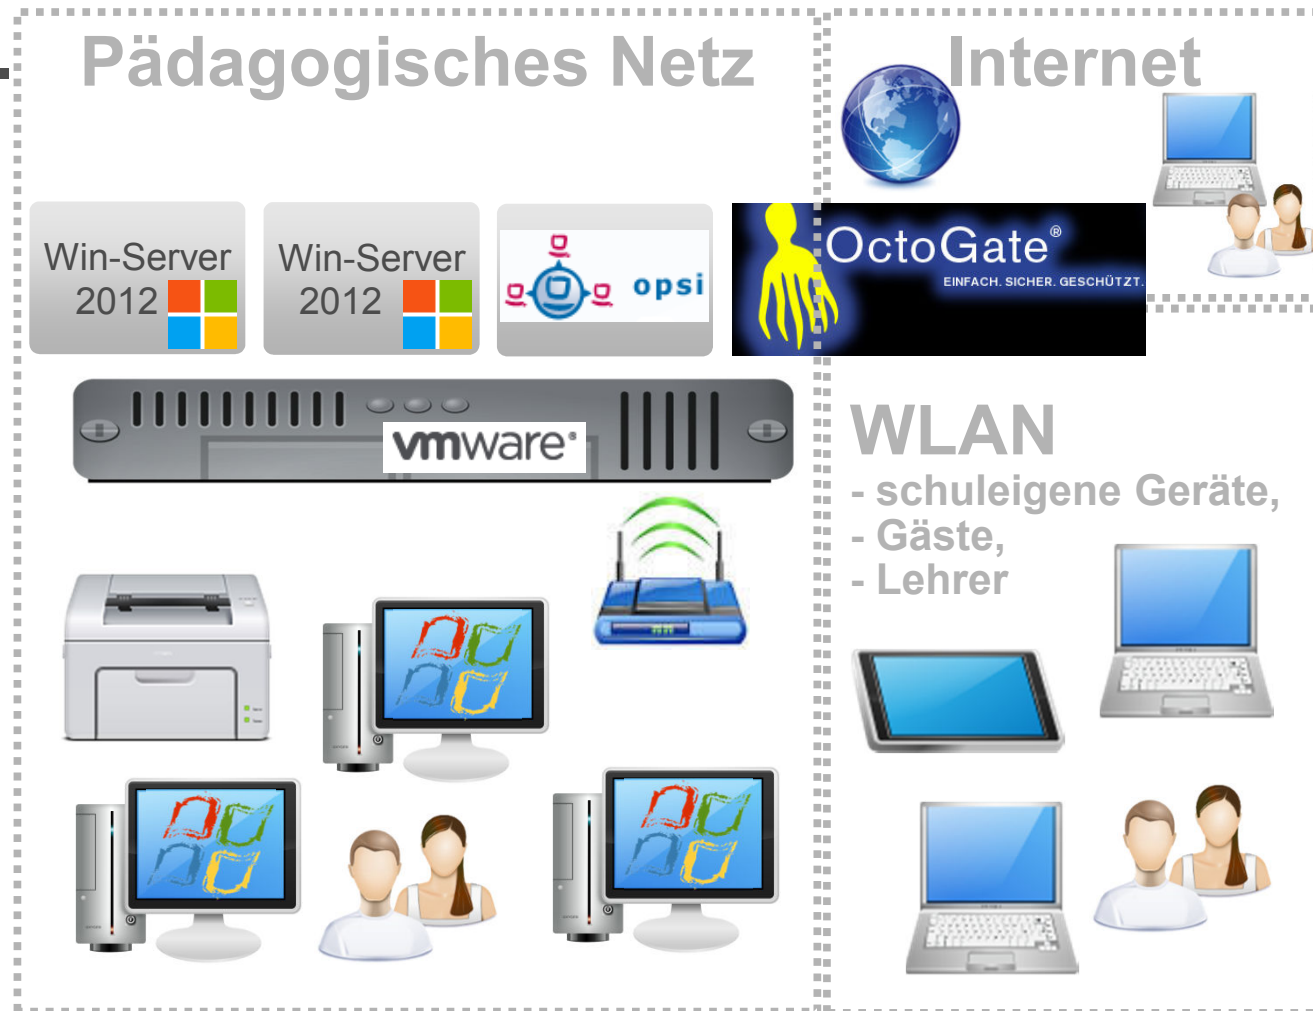 Pädagogisches Netz
Internet
Win-Server
2012
Win-Server
2012
opsi
OctoGate®
EINFACH. SICHER. GESCHÜTZT.
vmware®
WLAN
- schuleigene Geräte,
- Gäste,
- Lehrer